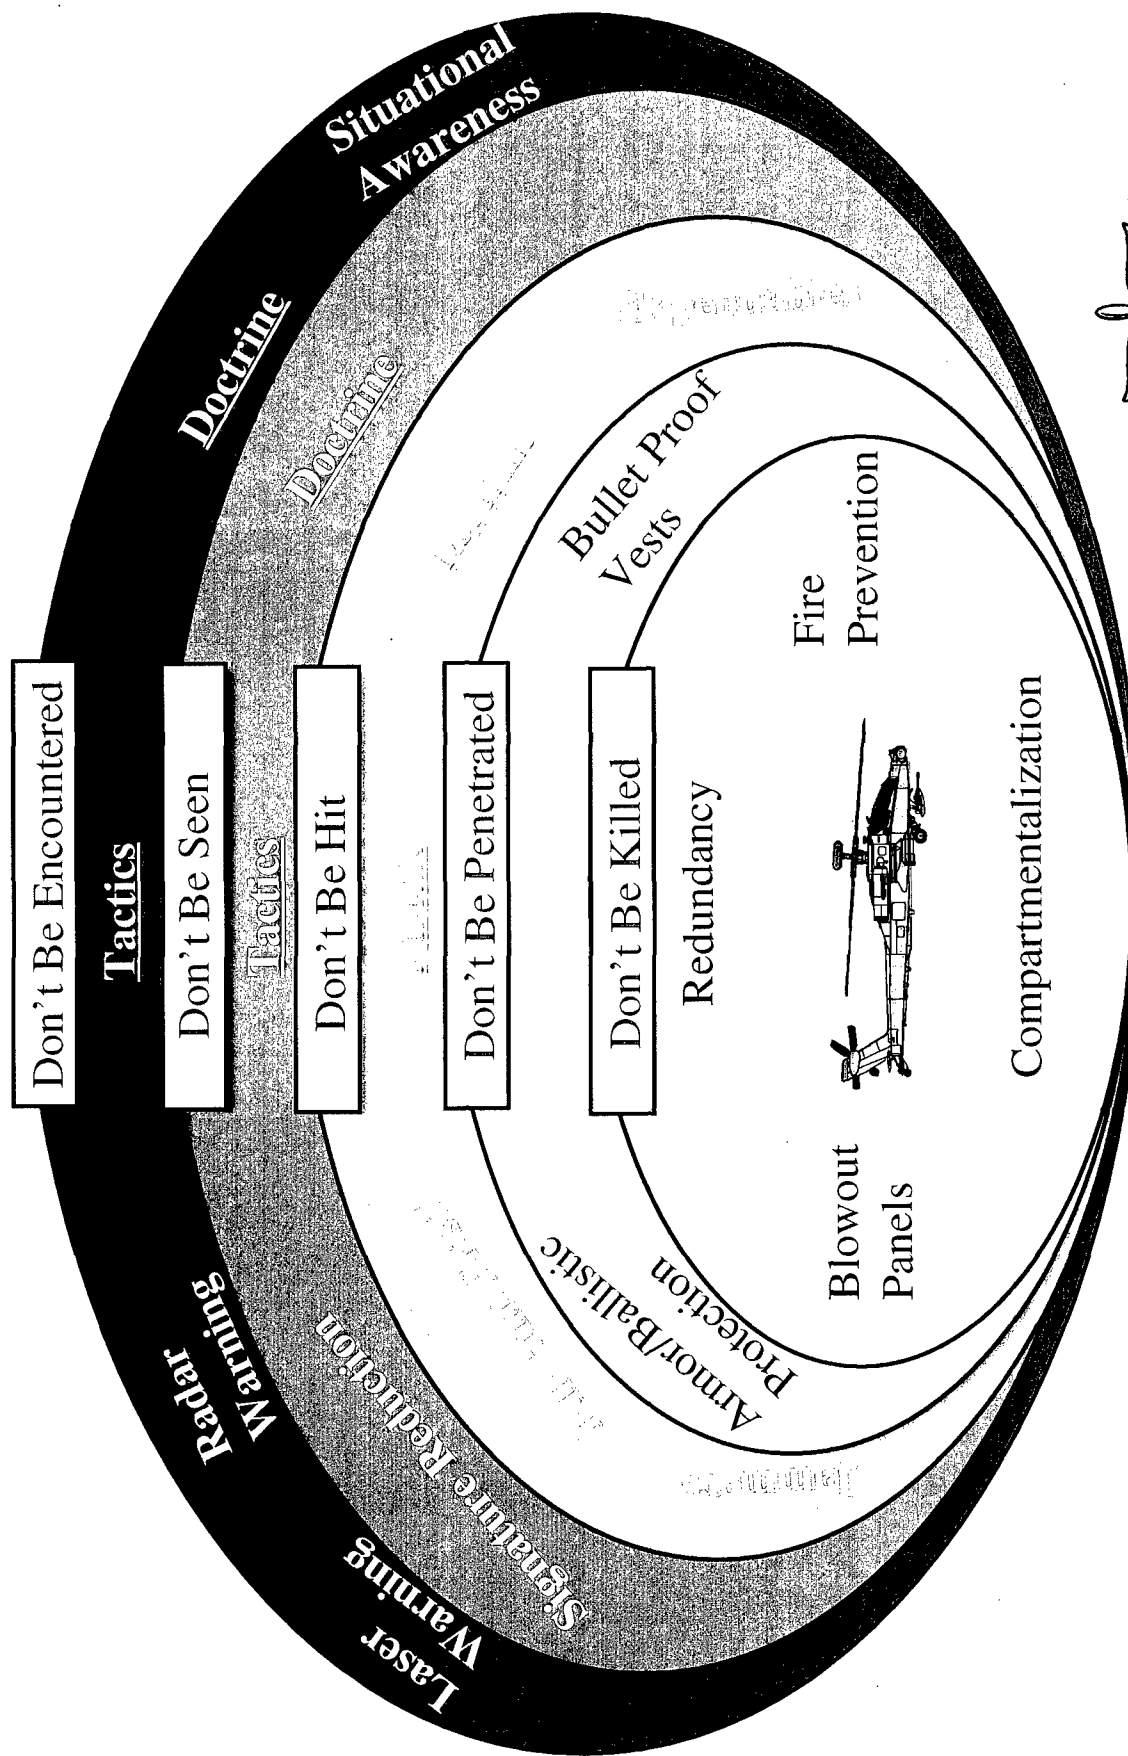 Don't Be Encountered
Tactics
Radar
Warning
Laser
Warning
Doctrine
Situational
Awareness
Don't Be Seen
Tactics
Signature Reduction
Doctrine
Don't Be Hit
Don't Be Penetrated
Armor/Ballistic
Protection
Bullet Proof
Vests
Don't Be Killed
Redundancy
Blowout
Panels
Fire
Prevention
Compartmentalization